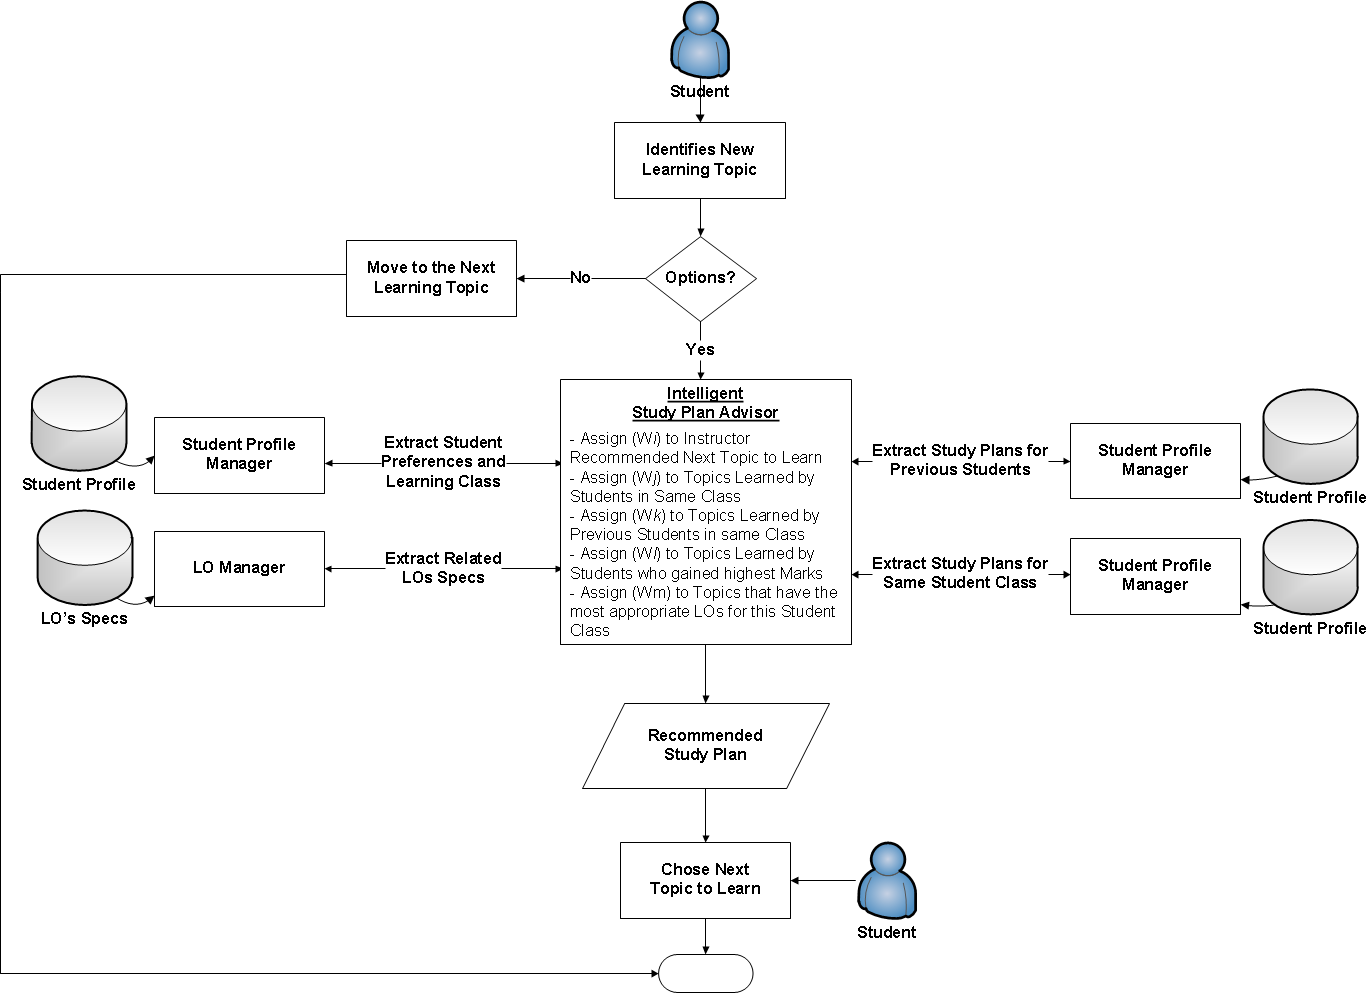 Student
Identifies New
Learning Topic
Options?
No
Move to the Next
Learning Topic
Yes
Intelligent
Study Plan Advisor
- Assign (Wi) to Instructor
Recommended Next Topic to Learn
- Assign (Wj) to Topics Learned by
Students in Same Class
- Assign (Wk) to Topics Learned by
Previous Students in same Class
- Assign (Wl) to Topics Learned by
Students who gained highest Marks
- Assign (Wm) to Topics that have the
most appropriate LOs for this Student
Class
Student Profile
Student Profile
Manager
Extract Student
Preferences and
Learning Class
LO's Specs
LO Manager
Extract Related
LOs Specs
Extract Study Plans for
Previous Students
Student Profile
Manager
Student Profile
Extract Study Plans for
Same Student Class
Student Profile
Manager
Student Profile
Recommended
Study Plan
Chose Next
Topic to Learn
Student